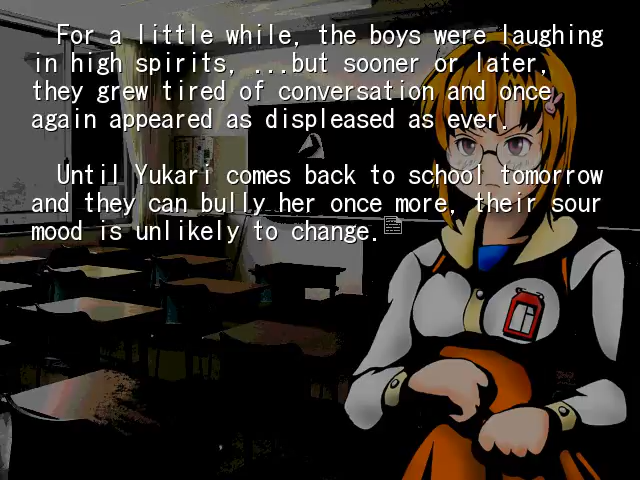 For a little while, the boys were laughing
in high spirits, ...but sooner or later,
they grew tired of conversation and once
again appeared as displeased as ever.
Until Yukari comes back to school tomorrow
and they can bully her once more, their sour
mood is unlikely to change.